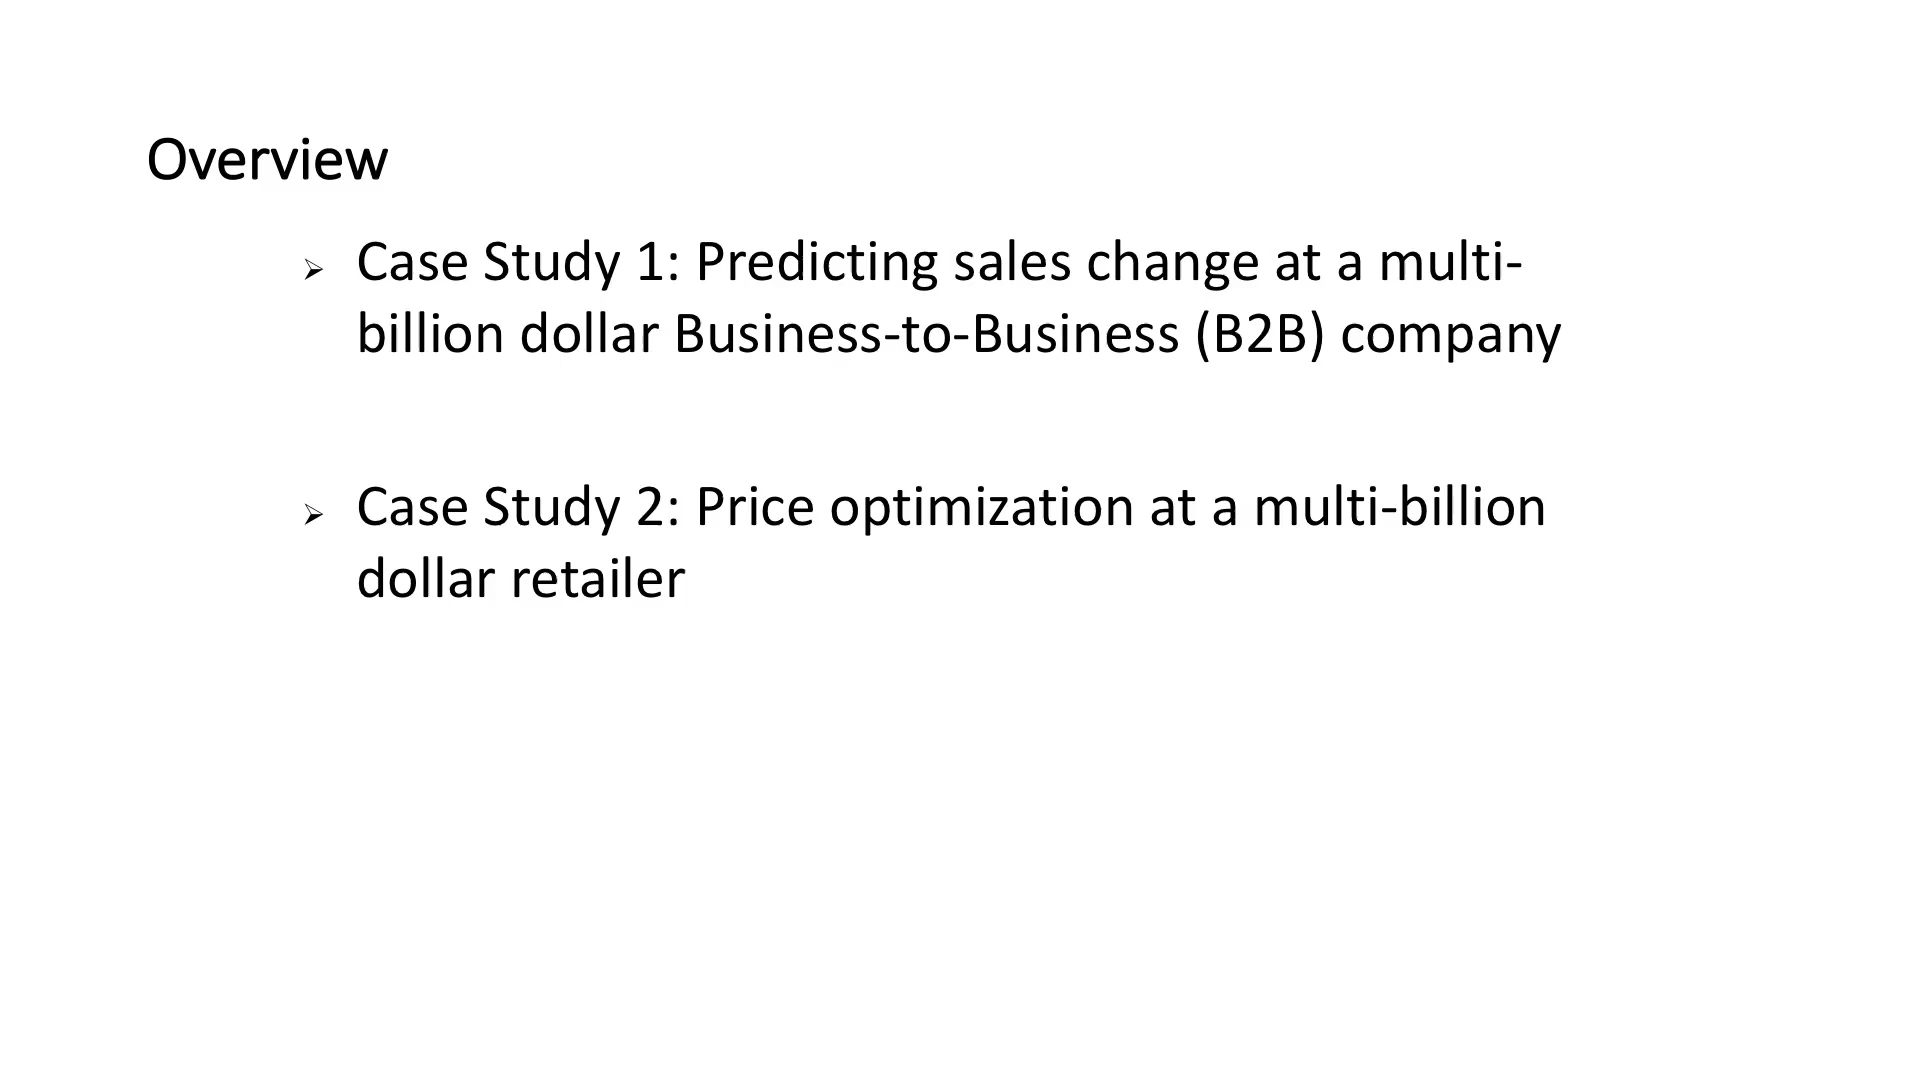 Overview
➢ Case Study 1: Predicting sales change at a multi-
billion dollar Business-to-Business (B2B) company
➢ Case Study 2: Price optimization at a multi-billion
dollar retailer